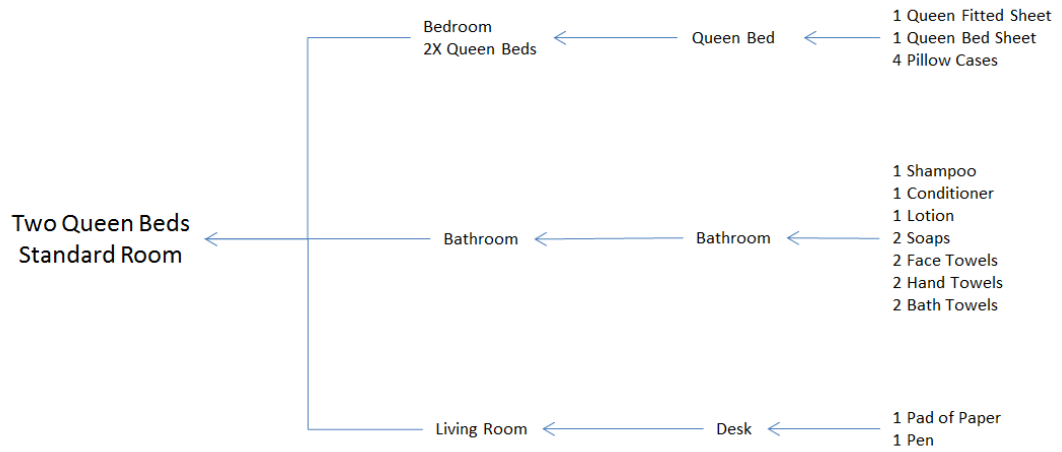 Bedroom
2X Queen Beds
Queen Bed
1 Queen Fitted Sheet
1 Queen Bed Sheet
4 Pillow Cases
Two Queen Beds
Standard Room
Bathroom
Bathroom
1 Shampoo
1 Conditioner
1 Lotion
2 Soaps
2 Face Towels
2 Hand Towels
2 Bath Towels
Living Room
Desk
1 Pad of Paper
1 Pen